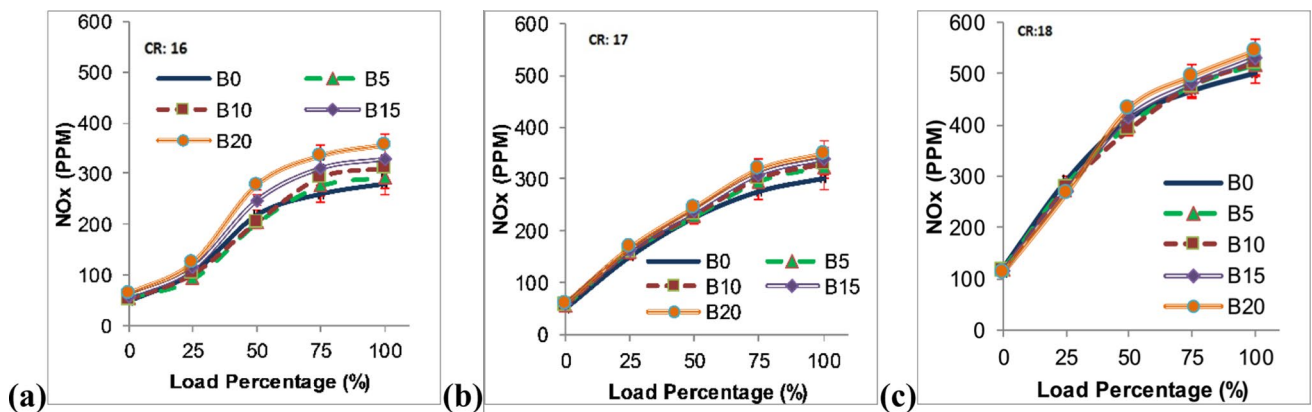 600
500
400
300
200
100
0
NOx (PPM)
CR: 16
B0 B5
B10 B15
B20
0 25 50 75 100
Load Percentage (%)
(a)
600
500
400
300
200
100
0
NOx (PPM)
CR: 17
B0 B5
B10 B15
B20
0 25 50 75 100
Load Percentage (%)
(b)
600
500
400
300
200
100
0
NOx (PPM)
CR:18
B0
B5
B10
B15
B20
0 25 50 75 100
Load Percentage (%)
(c)